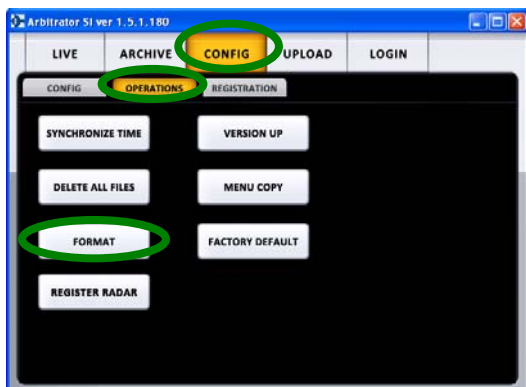 Arbitrator SI ver 1.5.1.180
LIVE ARCHIVE CONFIG UPLOAD LOGIN
CONFIG OPERATIONS REGISTRATION
SYNCHRONIZE TIME VERSION UP
DELETE ALL FILES MENU COPY
FORMAT FACTORY DEFAULT
REGISTER RADAR